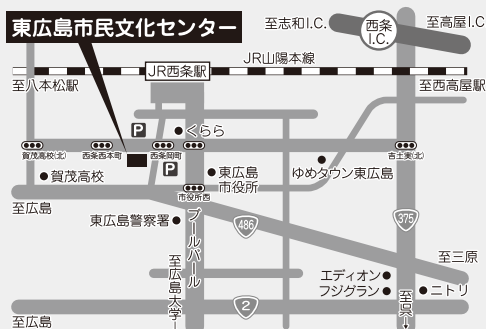 東広島市民文化センター
至志和I.C.
西条
I.C.
至高屋I.C.
JR山陽本線
JR西条駅
至八本松駅
至西高屋駅
P
くらら
賀茂高校(北)
西条西本町
西条岡町
吉土実(北)
P
賀茂高校
東広島
市役所
ゆめタウン東広島
市役所西
至広島
東広島警察署
ブールバール
486
375
至三原
至広島大学
エディオン
フジグラン
ニトリ
至呉
2
至広島